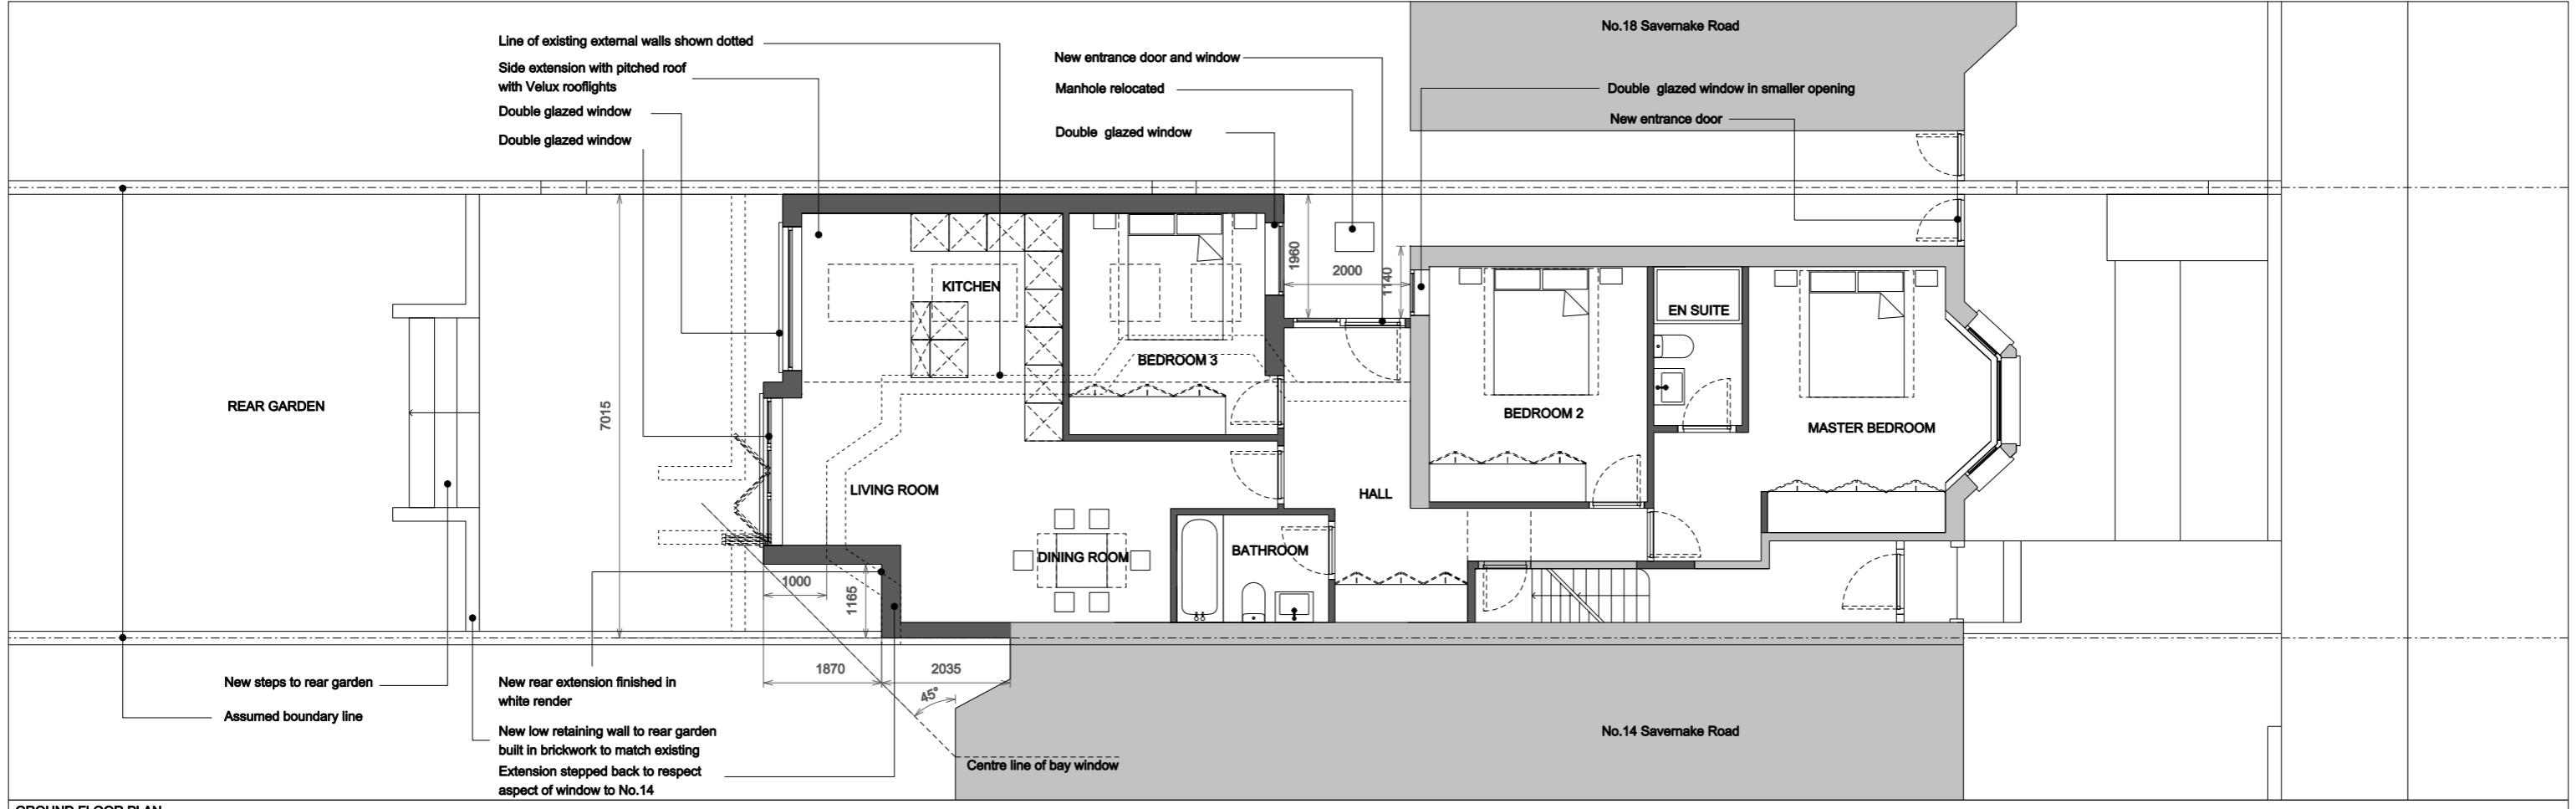 No.18 Savernake Road
Line of existing external walls shown dotted
Side extension with pitched roof
with Velux rooflights
Double glazed window
Double glazed window
New entrance door and window
Manhole relocated
Double glazed window
Double glazed window in smaller opening
New entrance door
1960
2000
1140
KITCHEN
BEDROOM 3
EN SUITE
BEDROOM 2
MASTER BEDROOM
REAR GARDEN
7015
LIVING ROOM
HALL
DINING ROOM
BATHROOM
1000
1165
1870
2035
45°
New steps to rear garden
Assumed boundary line
New rear extension finished in
white render
New low retaining wall to rear garden
built in brickwork to match existing
Extension stepped back to respect
aspect of window to No.14
Centre line of bay window
No.14 Savernake Road
GROUND FLOOR PLAN